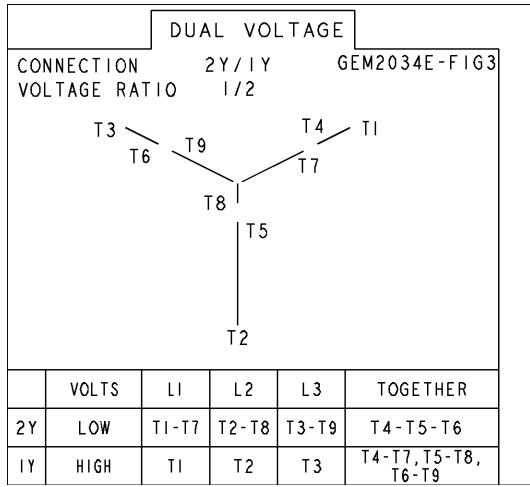 DUAL VOLTAGE
CONNECTION 2Y/1Y GEM2034E-FIG3
VOLTAGE RATIO 1/2
T3 T4 T1
T6 T9 T7
T8
T5
T2
VOLTS L1 L2 L3 TOGETHER
2Y LOW T1-T7 T2-T8 T3-T9 T4-T5-T6
1Y HIGH T1 T2 T3 T4-T7,T5-T8,
T6-T9